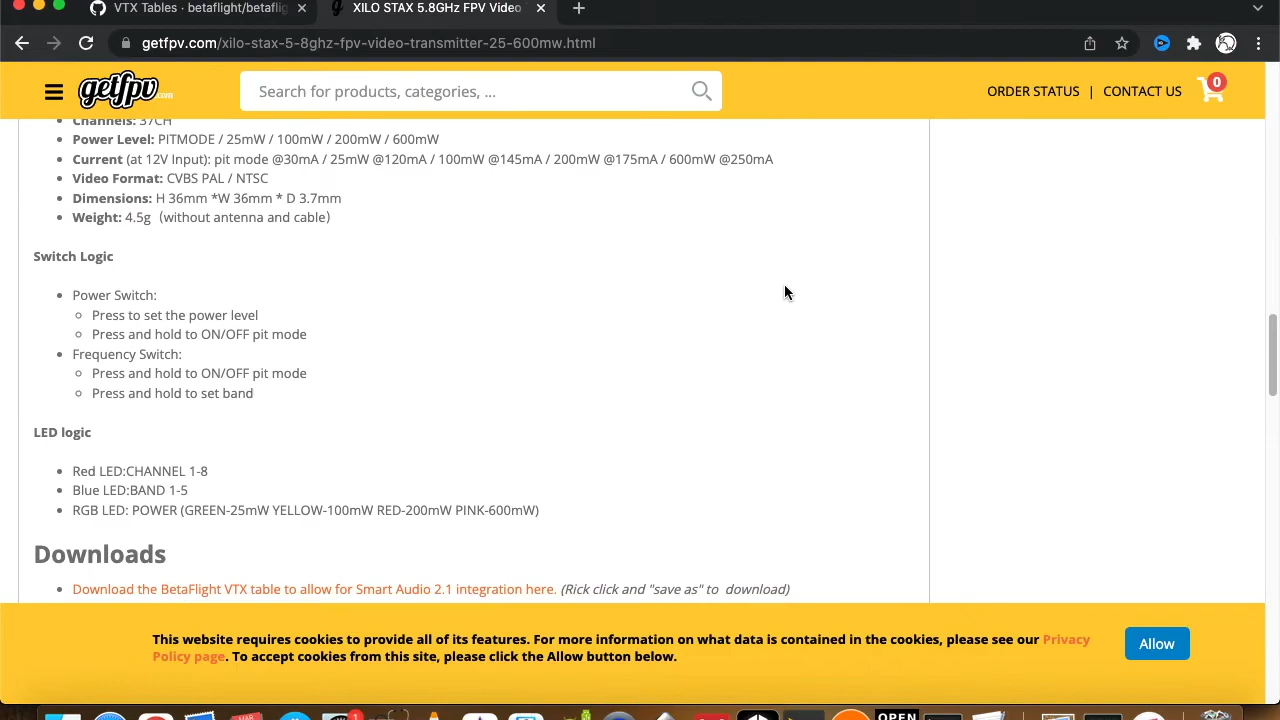 VTX Tables · betaflight/betaflig
XILO STAX 5.8GHz FPV Video
getfpv.com/xilo-stax-5-8ghz-fpv-video-transmitter-25-600mw.html
getfpv.com
Search for products, categories, ...
ORDER STATUS | CONTACT US
0
Channels: 37CH
Power Level: PITMODE / 25mW / 100mW / 200mW / 600mW
Current (at 12V Input): pit mode @30mA / 25mW @120mA / 100mW @145mA / 200mW @175mA / 600mW @250mA
Video Format: CVBS PAL / NTSC
Dimensions: H 36mm *W 36mm * D 3.7mm
Weight: 4.5g（without antenna and cable）
Switch Logic
Power Switch:
Press to set the power level
Press and hold to ON/OFF pit mode
Frequency Switch:
Press and hold to ON/OFF pit mode
Press and hold to set band
LED logic
Red LED:CHANNEL 1-8
Blue LED:BAND 1-5
RGB LED: POWER (GREEN-25mW YELLOW-100mW RED-200mW PINK-600mW)
Downloads
Download the BetaFlight VTX table to allow for Smart Audio 2.1 integration here. (Rick click and "save as" to  download)
This website requires cookies to provide all of its features. For more information on what data is contained in the cookies, please see our Privacy
Policy page. To accept cookies from this site, please click the Allow button below.
Allow
MAR
1
OPEN